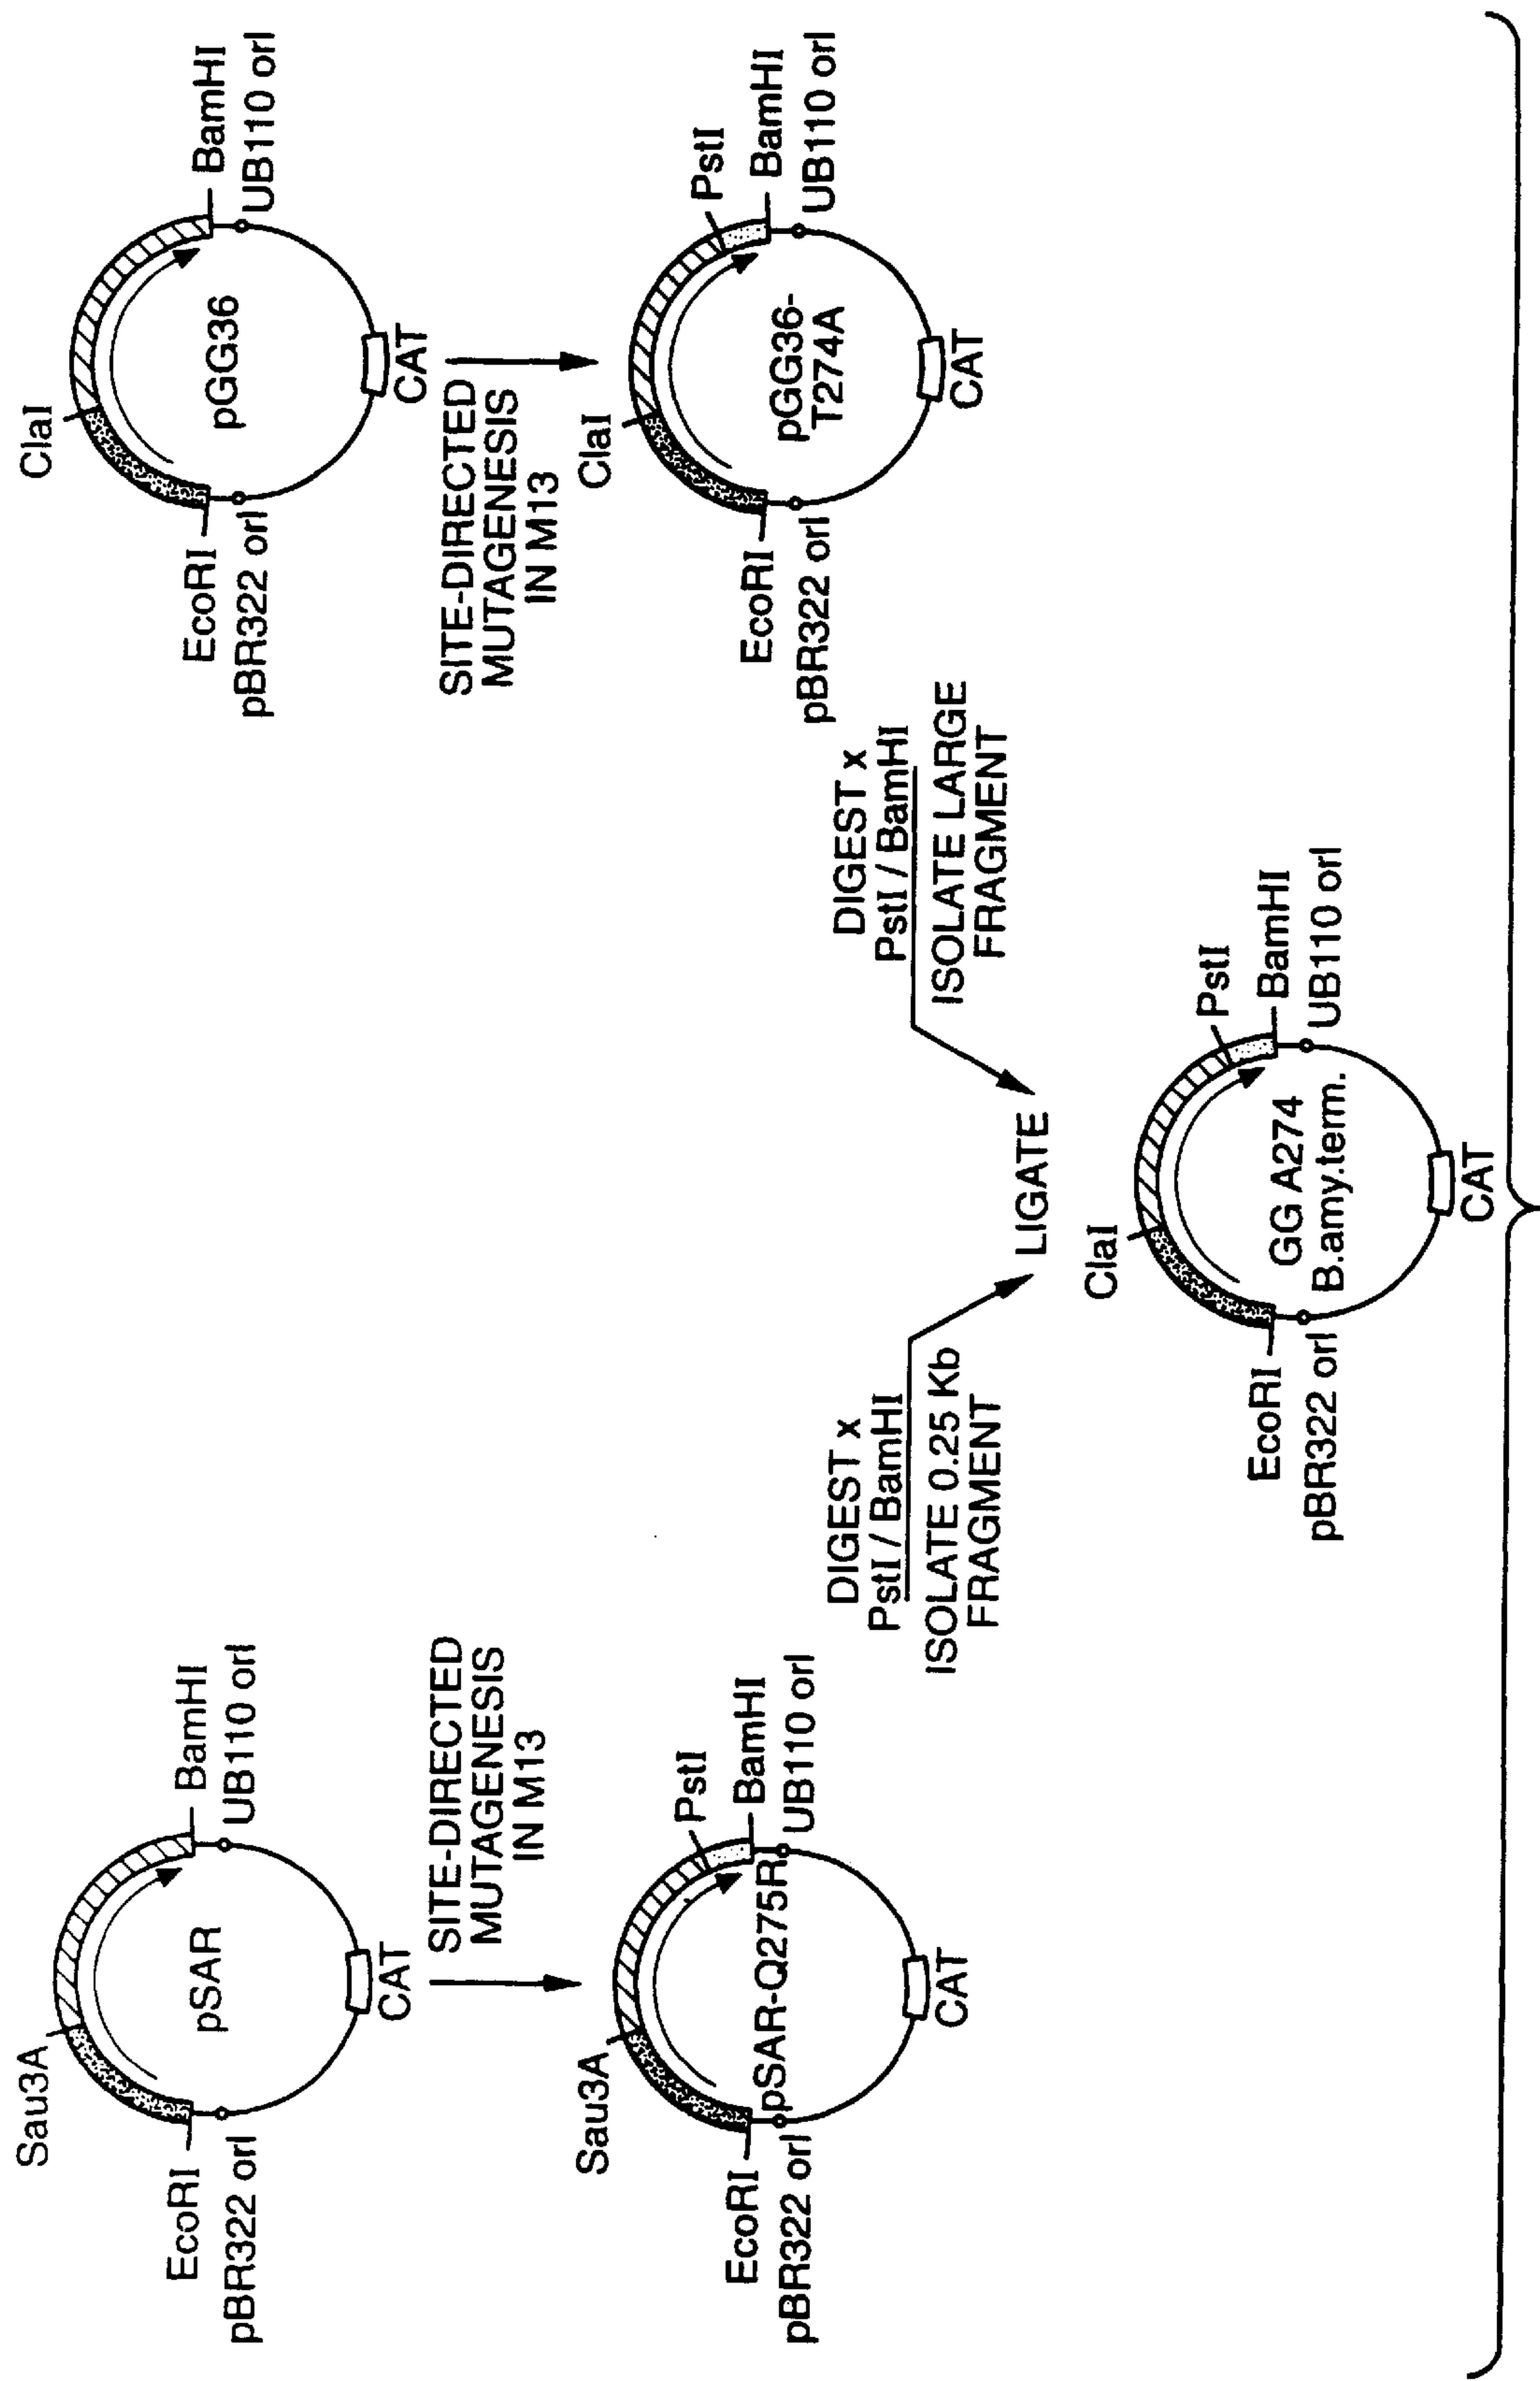 Sau3A
EcoRI
pBR322 ori
pSAR
BamHI
UB110 ori
CAT
SITE-DIRECTED
MUTAGENESIS
IN M13
Sau3A
EcoRI
pBR322 ori
pSAR-Q275R
PstI
BamHI
UB110 ori
CAT
DIGEST x
PstI / BamHI
ISOLATE 0.25 Kb
FRAGMENT
ClaI
EcoRI
pBR322 ori
pGG36
BamHI
UB110 ori
CAT
SITE-DIRECTED
MUTAGENESIS
IN M13
ClaI
EcoRI
pBR322 ori
pGG36-
T274A
PstI
BamHI
UB110 ori
CAT
DIGEST x
PstI / BamHI
ISOLATE LARGE
FRAGMENT
LIGATE
ClaI
EcoRI
pBR322 ori
GG A274
B.amy.term.
PstI
BamHI
UB110 ori
CAT